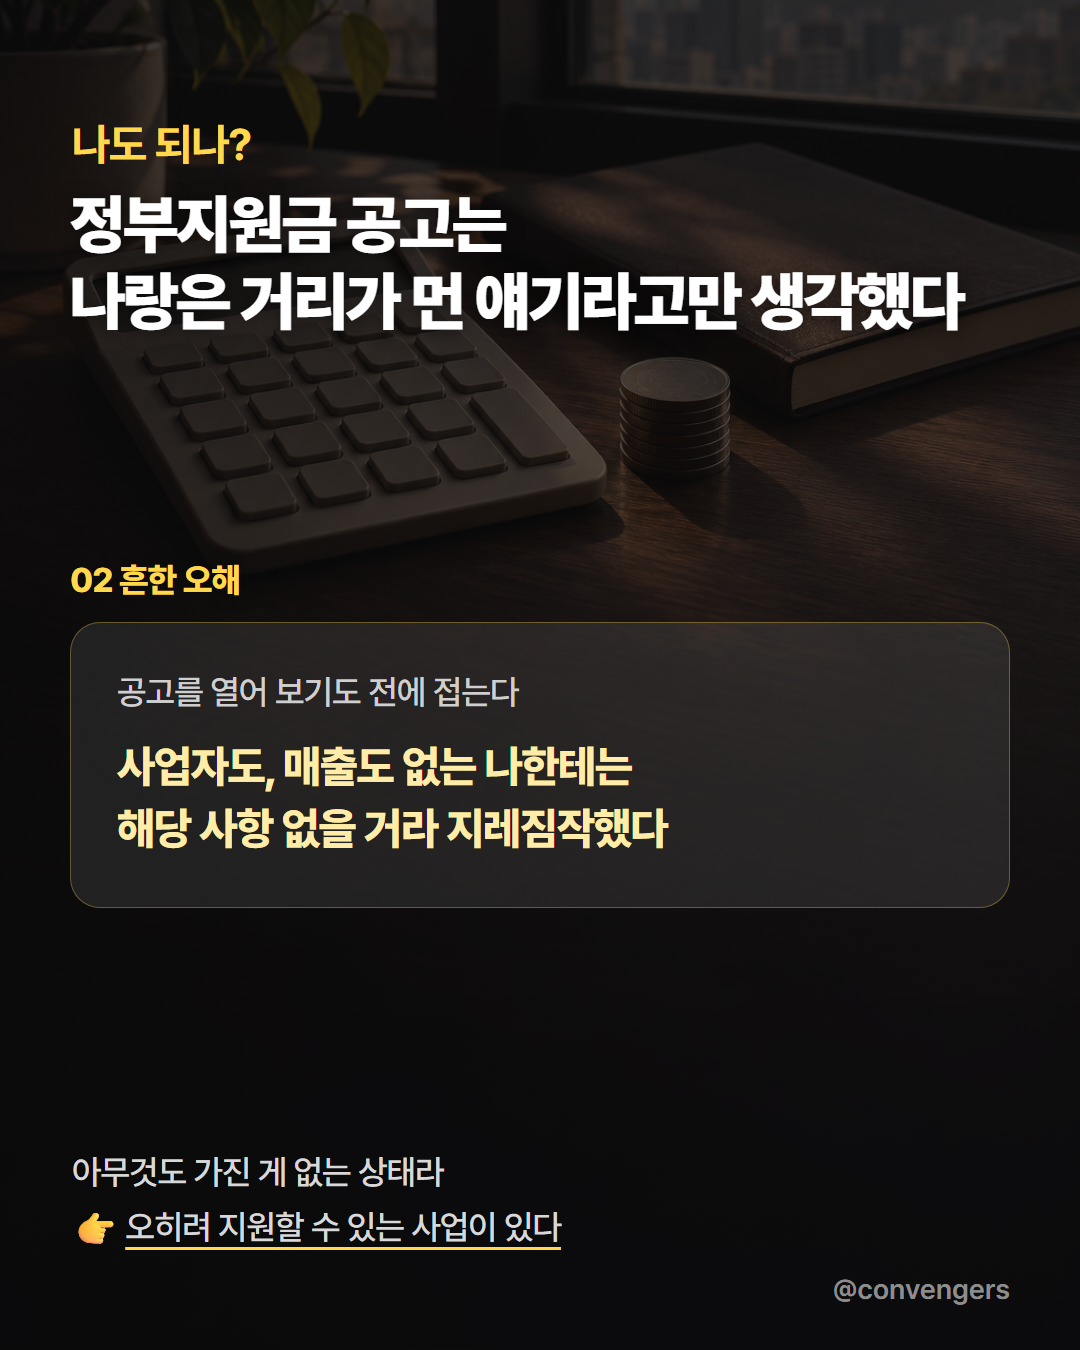 나도 되나?
정부지원금 공고는
나랑은 거리가 먼 얘기라고만 생각했다
02 흔한 오해
공고를 열어 보기도 전에 접는다
사업자도, 매출도 없는 나한테는
해당 사항 없을 거라 지레짐작했다
아무것도 가진 게 없는 상태라
👉 오히려 지원할 수 있는 사업이 있다
@convengers